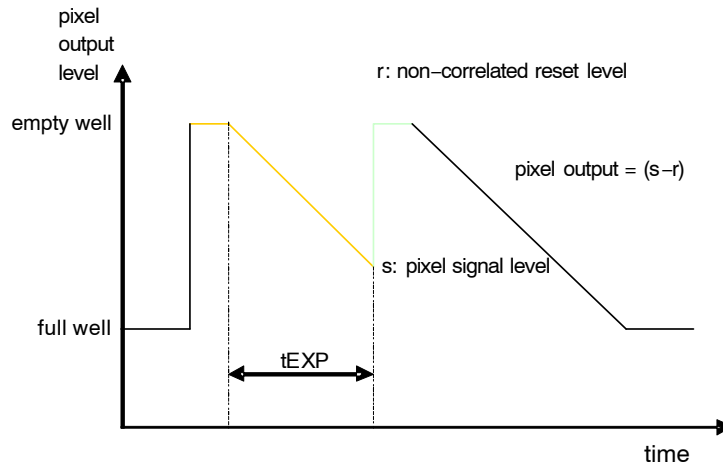 pixel
output
level
r: non−correlated reset level
empty well
pixel output = (s−r)
s: pixel signal level
full well
tEXP
time